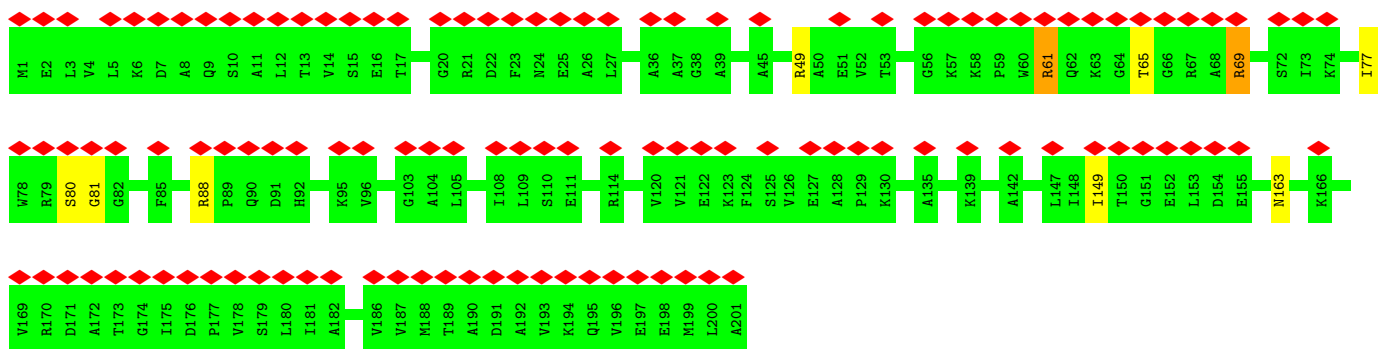 M1 E2 L3 V4 L5 K6 D7 A8 Q9 S10 A11 L12 T13 V14 S15 E16 T17 G20 R21 D22 F23 N24 E25 A26 L27 A36 A37 G38 A39 A45 R49 A50 E51 V52 T53 G56 K57 K58 P59 W60 R61 Q62 K63 G64 T65 G66 R67 A68 R69 S72 I73 K74 I77
W78 R79 S80 G81 G82 F85 R88 P89 Q90 D91 H92 K95 V96 G103 A104 L105 I108 L109 S110 E111 R114 V120 V121 E122 K123 F124 S125 V126 E127 A128 P129 K130 A135 K139 A142 L147 I148 I149 T150 G151 E152 L153 D154 E155 N163 K166
V169 R170 D171 A172 T173 G174 I175 D176 P177 V178 S179 L180 I181 A182 V186 V187 M188 T189 A190 D191 A192 V193 K194 Q195 V196 E197 E198 M199 L200 A201